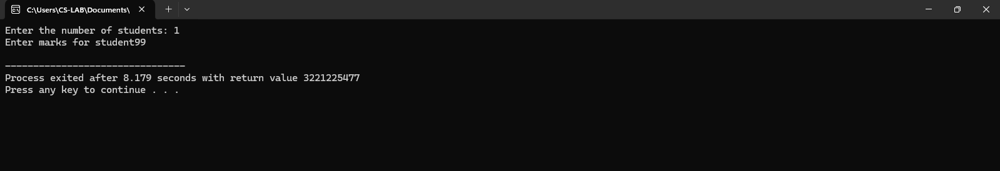 C:\Users\CS-LAB\Documents\
Enter the number of students: 1
Enter marks for student99
--------------------------------
Process exited after 8.179 seconds with return value 3221225477
Press any key to continue . . .